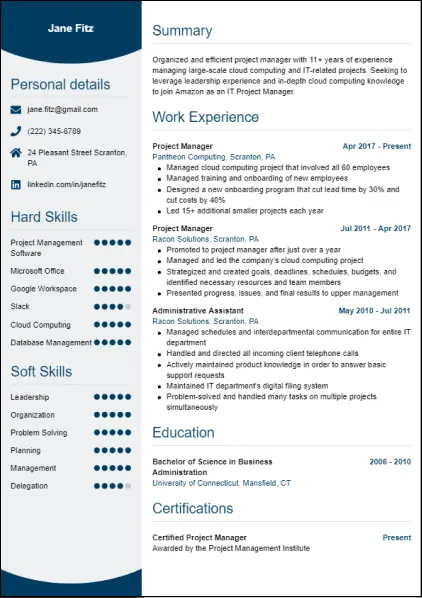 Jane Fitz
Personal details
jane.fitz@gmail.com
(222) 345-6789
24 Pleasant Street Scranton,
PA
linkedin.com/in/janefitz
Hard Skills
Project Management
Software
Microsoft Office
Google Workspace
Slack
Cloud Computing
Database Management
Soft Skills
Leadership
Organization
Problem Solving
Planning
Management
Delegation
Summary
Organized and efficient project manager with 11+ years of experience
managing large-scale cloud computing and IT-related projects. Seeking to
leverage leadership experience and in-depth cloud computing knowledge
to join Amazon as an IT Project Manager.
Work Experience
Project Manager Apr 2017 - Present
Pantheon Computing, Scranton, PA
• Managed cloud computing project that involved all 60 employees
• Managed training and onboarding of new employees
• Designed a new onboarding program that cut lead time by 30% and
cut costs by 40%
• Led 15+ additional smaller projects each year
Project Manager Jul 2011 - Apr 2017
Racon Solutions, Scranton, PA
• Promoted to project manager after just over a year
• Managed and led the company's cloud computing project
• Strategized and created goals, deadlines, schedules, budgets, and
identified necessary resources and team members
• Presented progress, issues, and final results to upper management
Administrative Assistant May 2010 - Jul 2011
Racon Solutions, Scranton, PA
• Managed schedules and interdepartmental communication for entire IT
department
• Handled and directed all incoming client telephone calls
• Actively maintained product knowledge in order to answer basic
support requests
• Maintained IT department's digital filing system
• Problem-solved and handled many tasks on multiple projects
simultaneously
Education
Bachelor of Science in Business 2006 - 2010
Administration
University of Connecticut, Mansfield, CT
Certifications
Certified Project Manager Present
Awarded by the Project Management Institute